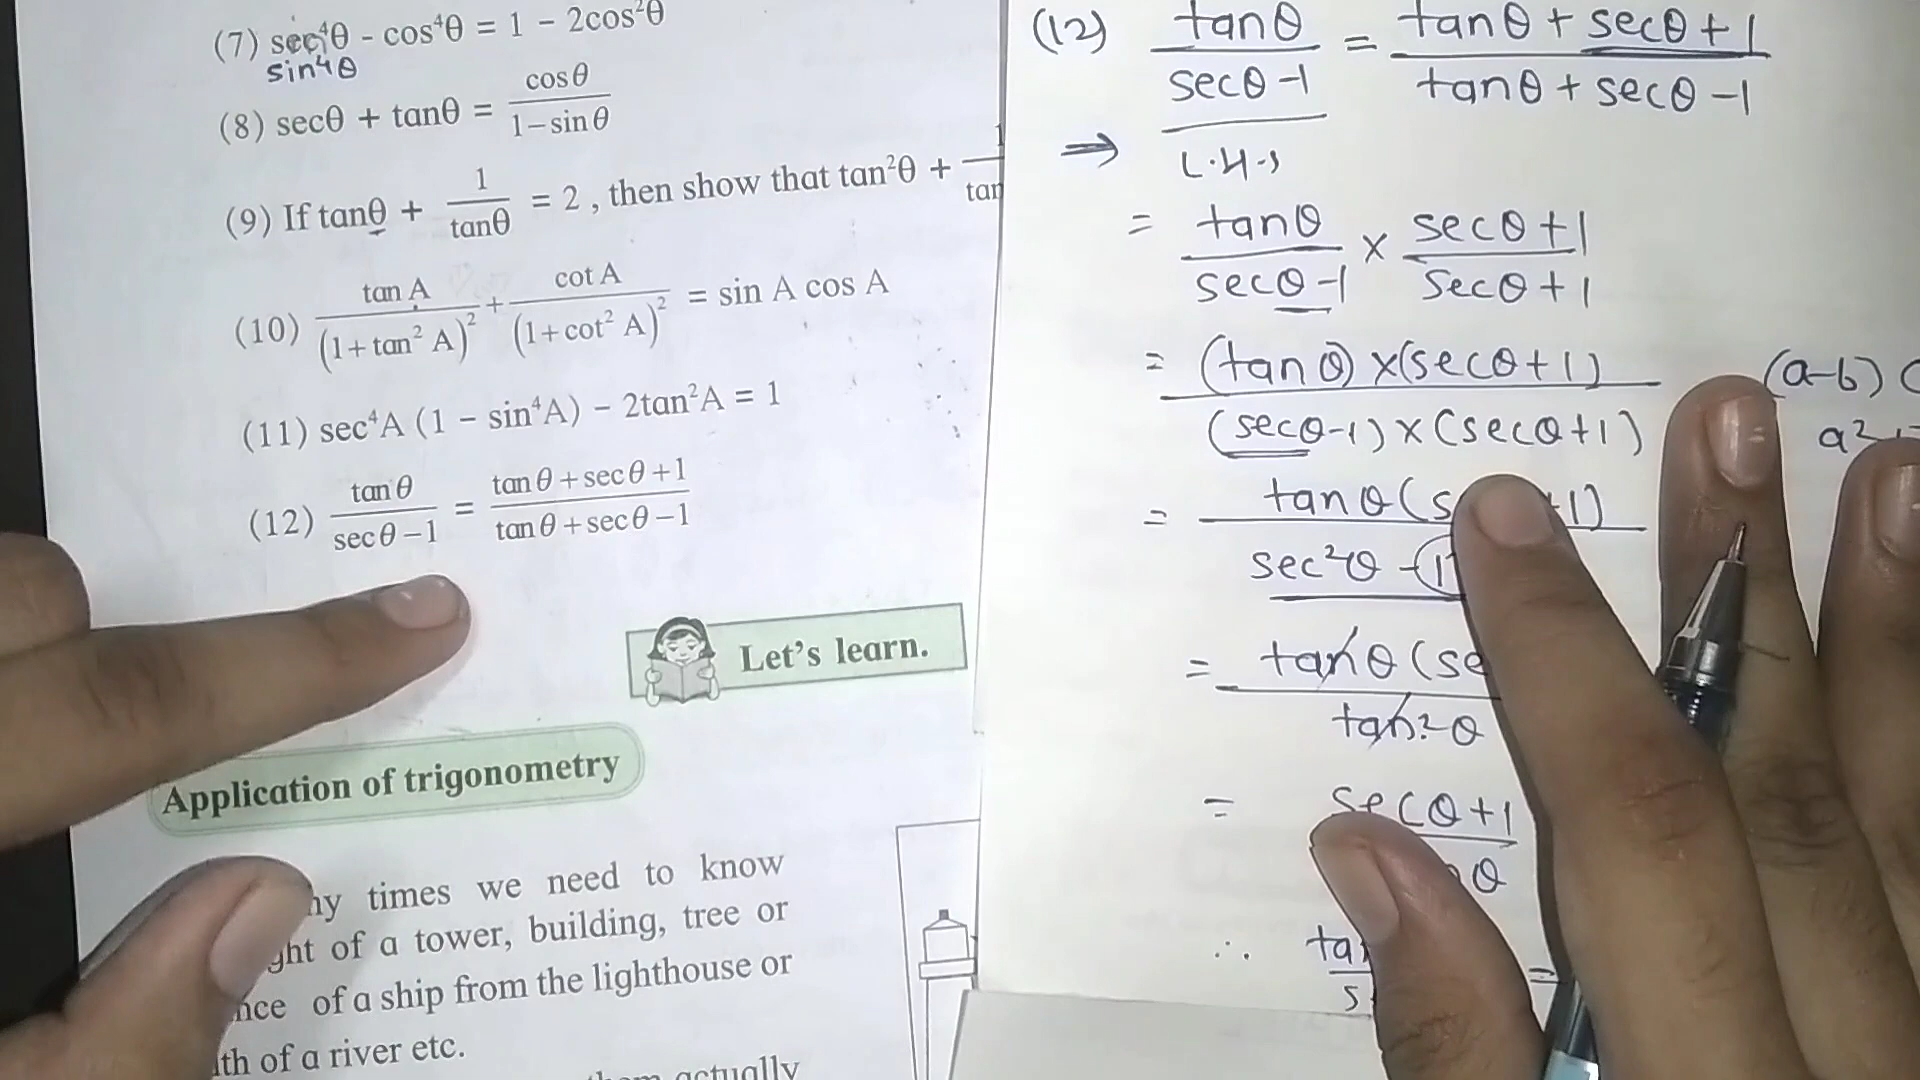 (7) sec⁴θ - cos⁴θ = 1 - 2cos²θ
sin⁴θ
(8) secθ + tanθ = cosθ / 1-sinθ
(9) If tanθ + 1/tanθ = 2, then show that tan²θ + 1/tan
(10) tan A/(1+tan² A)² + cot A/(1+cot² A)² = sin A cos A
(11) sec⁴A (1 - sin⁴A) - 2tan²A = 1
(12) tanθ/secθ-1 = tanθ+secθ+1/tanθ+secθ-1
Let's learn.
Application of trigonometry
times we need to know
of a tower, building, tree or
of a ship from the lighthouse or
of a river etc.
actually
(12) tanθ/secθ-1 = tanθ+secθ+1/tanθ+secθ-1
⇒ L.H.S
= tanθ/secθ-1 × secθ+1/secθ+1
= (tanθ)×(secθ+1)/(secθ-1)×(secθ+1)
(a-b)
a²
= tanθ( +1)/sec²θ -1
= tanθ(se/tan²θ
= secθ+1/ θ
∴ =